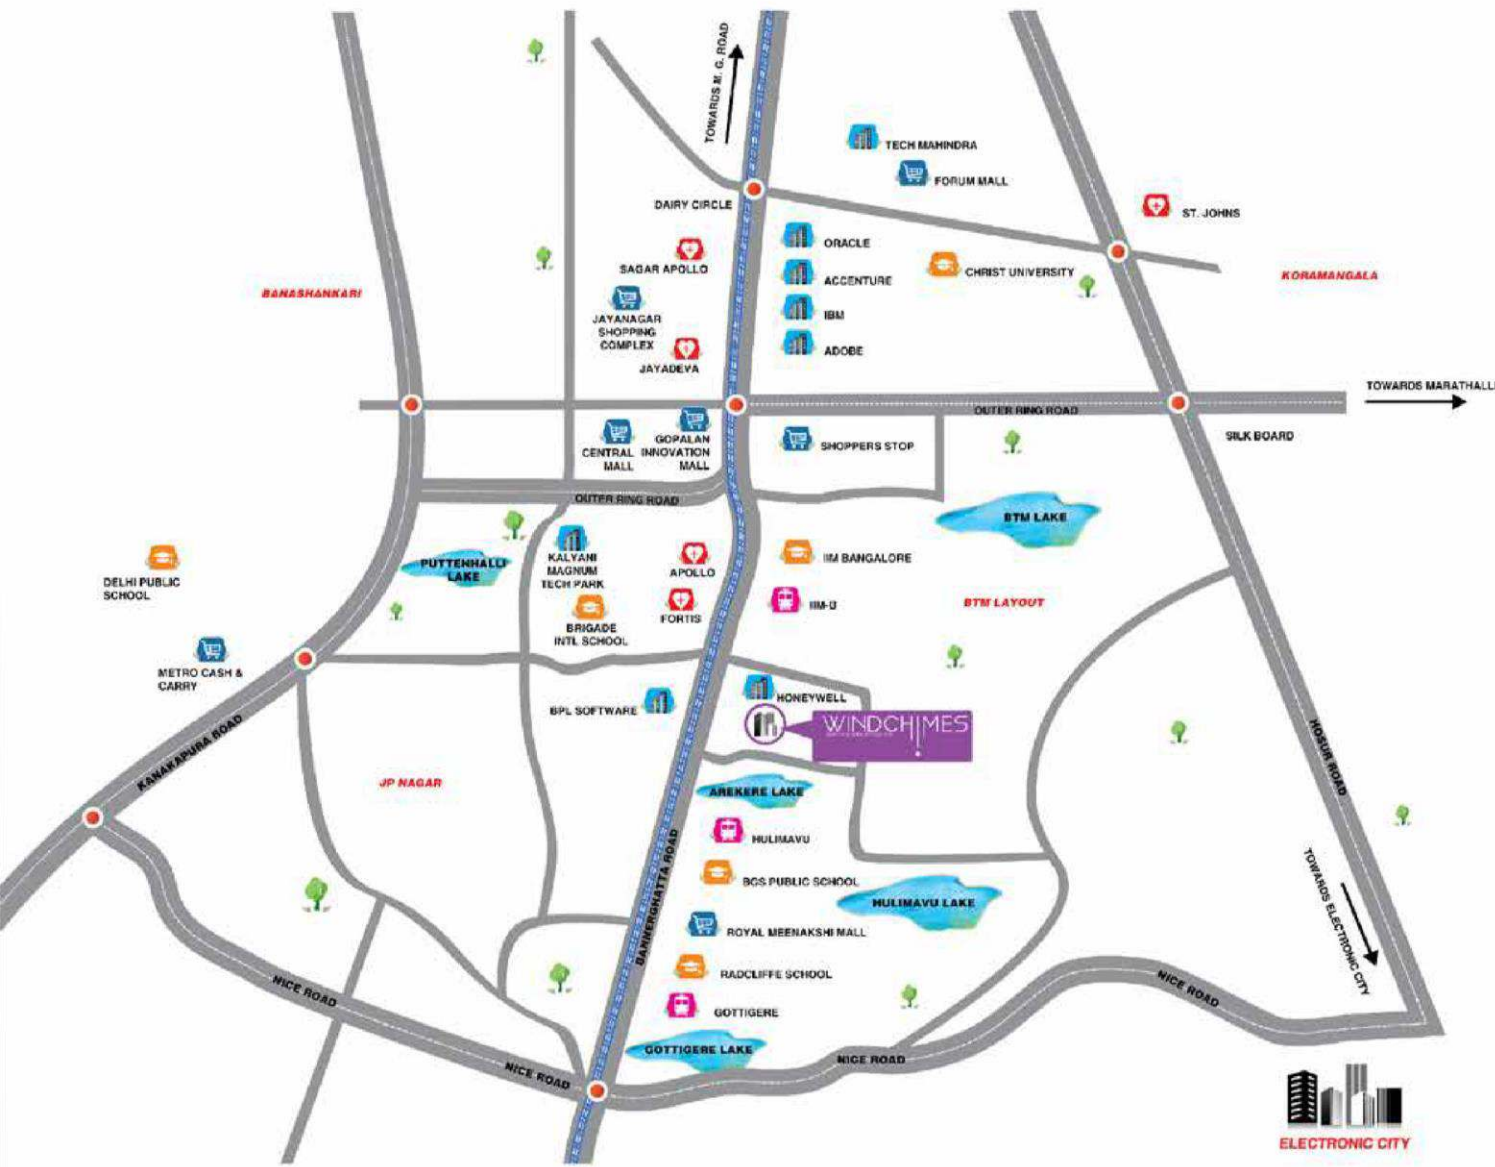 TOWARDS M. G. ROAD
TECH MAHINDRA
FORUM MALL
DAIRY CIRCLE
ST. JOHNS
ORACLE
SAGAR APOLLO
CHRIST UNIVERSITY
KORAMANGALA
ACCENTURE
BANASHANKARI
JAYANAGAR
SHOPPING
COMPLEX
IBM
ADOBE
JAYADEVA
TOWARDS MARATHALLI
OUTER RING ROAD
SILK BOARD
CENTRAL
MALL
GOPALAN
INNOVATION
MALL
SHOPPERS STOP
OUTER RING ROAD
BTM LAKE
PUTTENHALLI
LAKE
KALYANI
MAGNUM
TECH PARK
APOLLO
IIM BANGALORE
DELHI PUBLIC
SCHOOL
BTM LAYOUT
FORTIS
IIM-B
BRIGADE
INTL SCHOOL
METRO CASH &
CARRY
HONEYWELL
BPL SOFTWARE
WINDCHIMES
KANAKAPURA ROAD
HOSUR ROAD
JP NAGAR
AREKERE LAKE
HULIMAVU
BANNERGHATTA ROAD
BGS PUBLIC SCHOOL
HULIMAVU LAKE
TOWARDS ELECTRONIC CITY
ROYAL MEENAKSHI MALL
RADCLIFFE SCHOOL
NICE ROAD
NICE ROAD
GOTTIGERE
GOTTIGERE LAKE
NICE ROAD
NICE ROAD
ELECTRONIC CITY